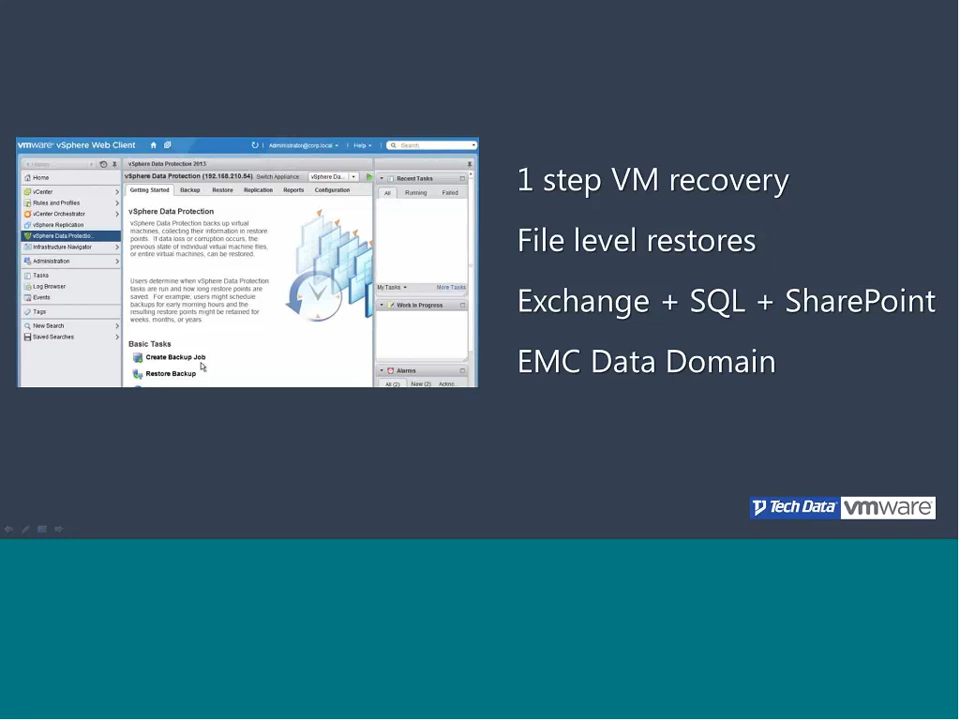 vmware® vSphere Web Client
Administrator@corp.local
Help
Search
vSphere Data Protection 2013
vSphere Data Protection (192.168.210.54)
Switch Appliance:
vSphere Da...
Recent Tasks
Home
Getting Started
Backup
Restore
Replication
Reports
Configuration
All
Running
Failed
vCenter
Rules and Profiles
vCenter Orchestrator
vSphere Replication
vSphere Data Protectio...
Infrastructure Navigator
Administration
Tasks
Log Browser
Events
Tags
New Search
Saved Searches
vSphere Data Protection
vSphere Data Protection backs up virtual
machines, collecting their information in restore
points. If data loss or corruption occurs, the
previous state of individual virtual machine files,
or entire virtual machines, can be restored.
Users determine when vSphere Data Protection
tasks are run and how long restore points are
saved. For example, users might schedule
backups for early morning hours and the
resulting restore points might be retained for
weeks, months, or years.
Basic Tasks
Create Backup Job
Restore Backup
My Tasks
More Tasks
Work In Progress
Alarms
All (2)
New (2)
Ackno...
1 step VM recovery
File level restores
Exchange + SQL + SharePoint
EMC Data Domain
Tech Data
vmware®